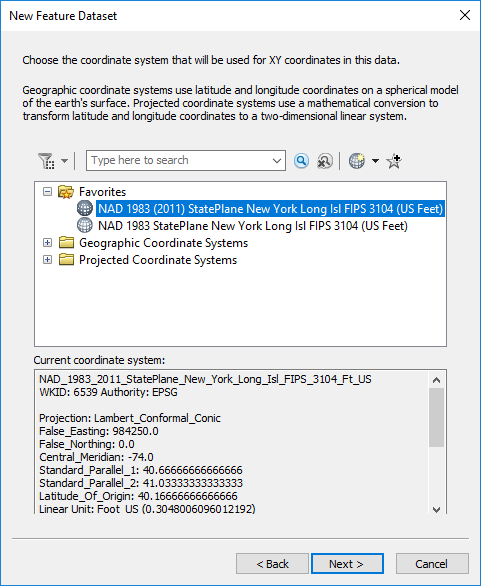 New Feature Dataset
Choose the coordinate system that will be used for XY coordinates in this data.
Geographic coordinate systems use latitude and longitude coordinates on a spherical model
of the earth's surface. Projected coordinate systems use a mathematical conversion to
transform latitude and longitude coordinates to a two-dimensional linear system.
Type here to search
Favorites
NAD 1983 (2011) StatePlane New York Long Isl FIPS 3104 (US Feet)
NAD 1983 StatePlane New York Long Isl FIPS 3104 (US Feet)
Geographic Coordinate Systems
Projected Coordinate Systems
Current coordinate system:
NAD_1983_2011_StatePlane_New_York_Long_Isl_FIPS_3104_Ft_US
WKID: 6539 Authority: EPSG
Projection: Lambert_Conformal_Conic
False_Easting: 984250.0
False_Northing: 0.0
Central_Meridian: -74.0
Standard_Parallel_1: 40.66666666666666
Standard_Parallel_2: 41.03333333333333
Latitude_Of_Origin: 40.16666666666666
Linear Unit: Foot_US (0.3048006096012192)
< Back
Next >
Cancel